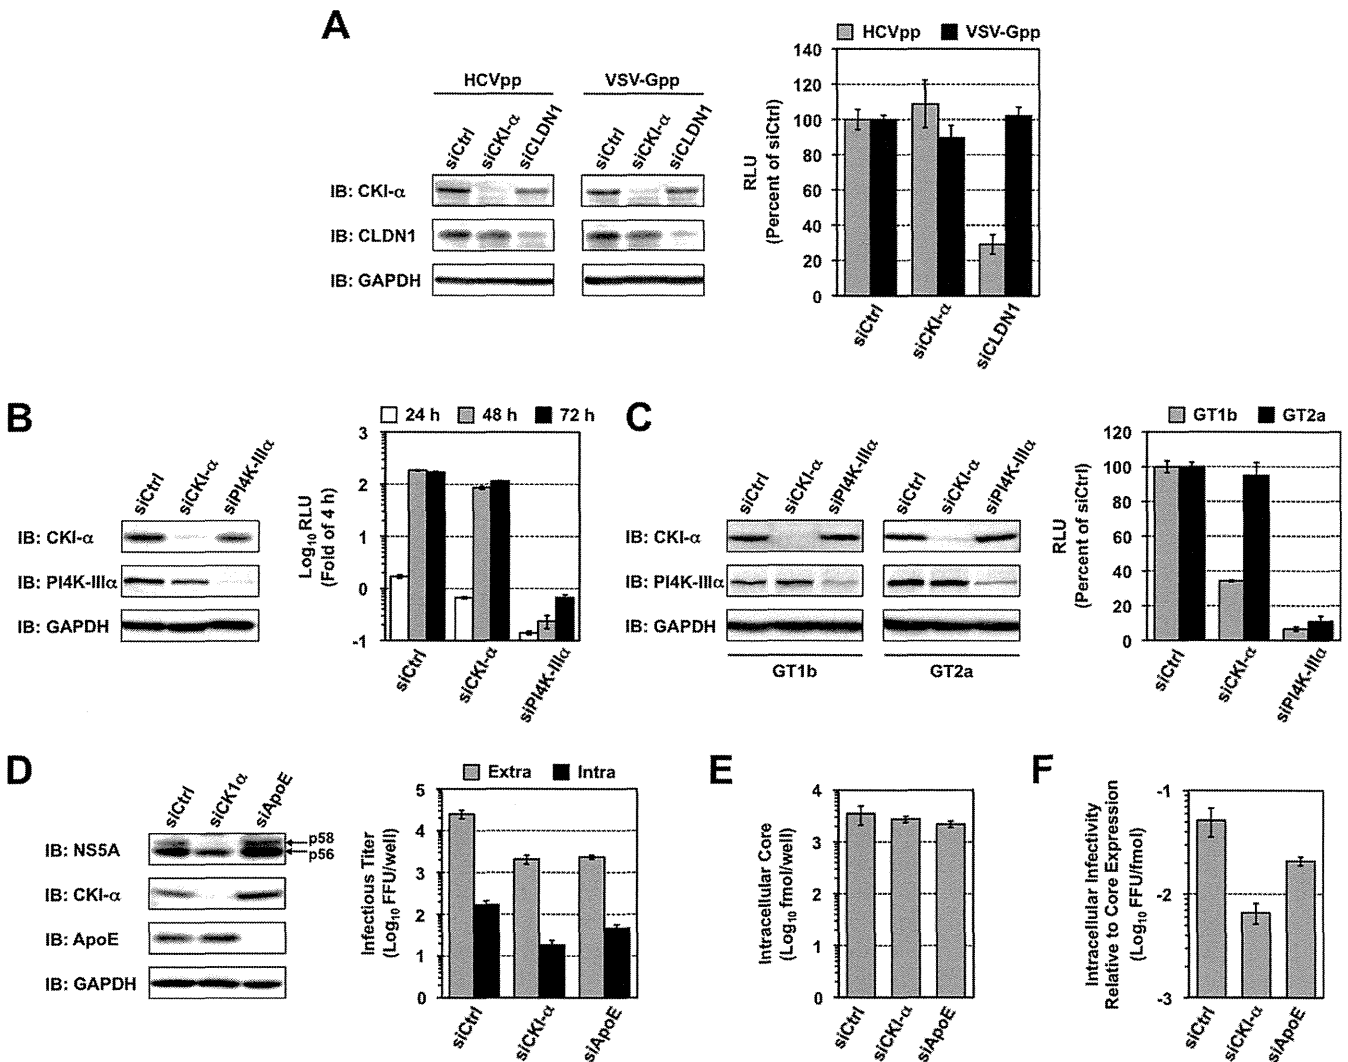 A
HCVpp
VSV-Gpp
siCtrl
siCKI-α
siCLDN1
siCtrl
siCKI-α
siCLDN1
IB: CKI-α
IB: CLDN1
IB: GAPDH
HCVpp
VSV-Gpp
RLU
(Percent of siCtrl)
140
120
100
80
60
40
20
0
siCtrl
siCKI-α
siCLDN1
B
siCtrl
siCKI-α
siPI4K-IIIα
IB: CKI-α
IB: PI4K-IIIα
IB: GAPDH
24 h
48 h
72 h
Log₁₀RLU
(Fold of 4 h)
3
2
1
0
-1
siCtrl
siCKI-α
siPI4K-IIIα
C
siCtrl
siCKI-α
siPI4K-IIIα
siCtrl
siCKI-α
siPI4K-IIIα
IB: CKI-α
IB: PI4K-IIIα
IB: GAPDH
GT1b
GT2a
GT1b
GT2a
RLU
(Percent of siCtrl)
120
100
80
60
40
20
0
siCtrl
siCKI-α
siPI4K-IIIα
D
siCtrl
siCK1α
siApoE
IB: NS5A
p58
p56
IB: CKI-α
IB: ApoE
IB: GAPDH
Extra
Intra
Infectious Titer
(Log₁₀ FFU/well)
5
4
3
2
1
0
siCtrl
siCKI-α
siApoE
E
Intracellular Core
(Log₁₀ fmol/well)
4
3
2
1
0
siCtrl
siCKI-α
siApoE
F
Intracellular Infectivity
Relative to Core Expression
(Log₁₀ FFU/fmol)
-1
-2
-3
siCtrl
siCKI-α
siApoE